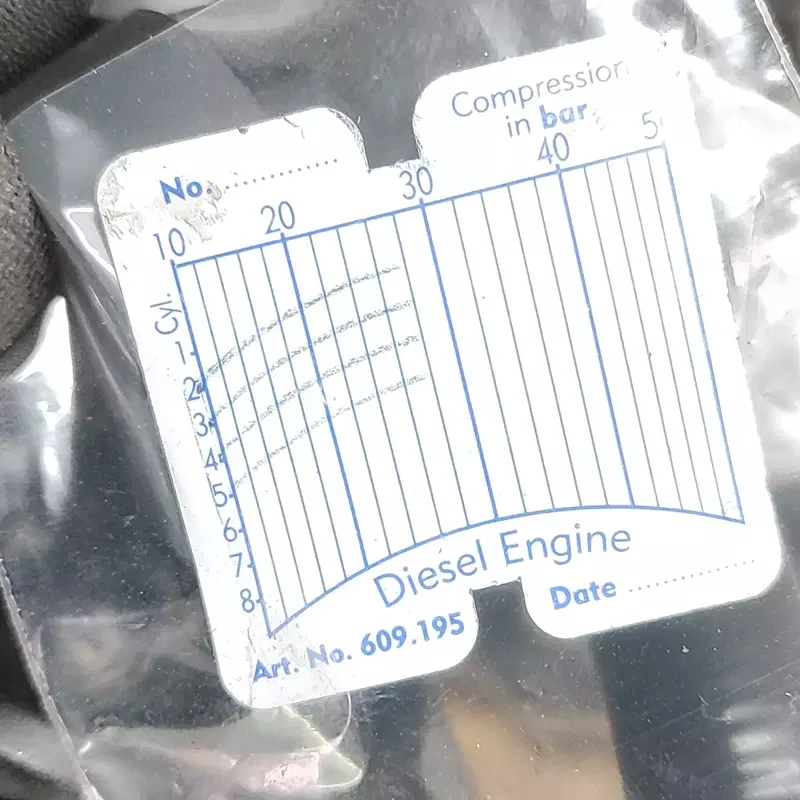 Compression
in bar
No. ..............
10 20 30 40 5
Cyl.
1
2
3
4
5
6
7
8
Diesel Engine
Art. No. 609.195
Date ..............